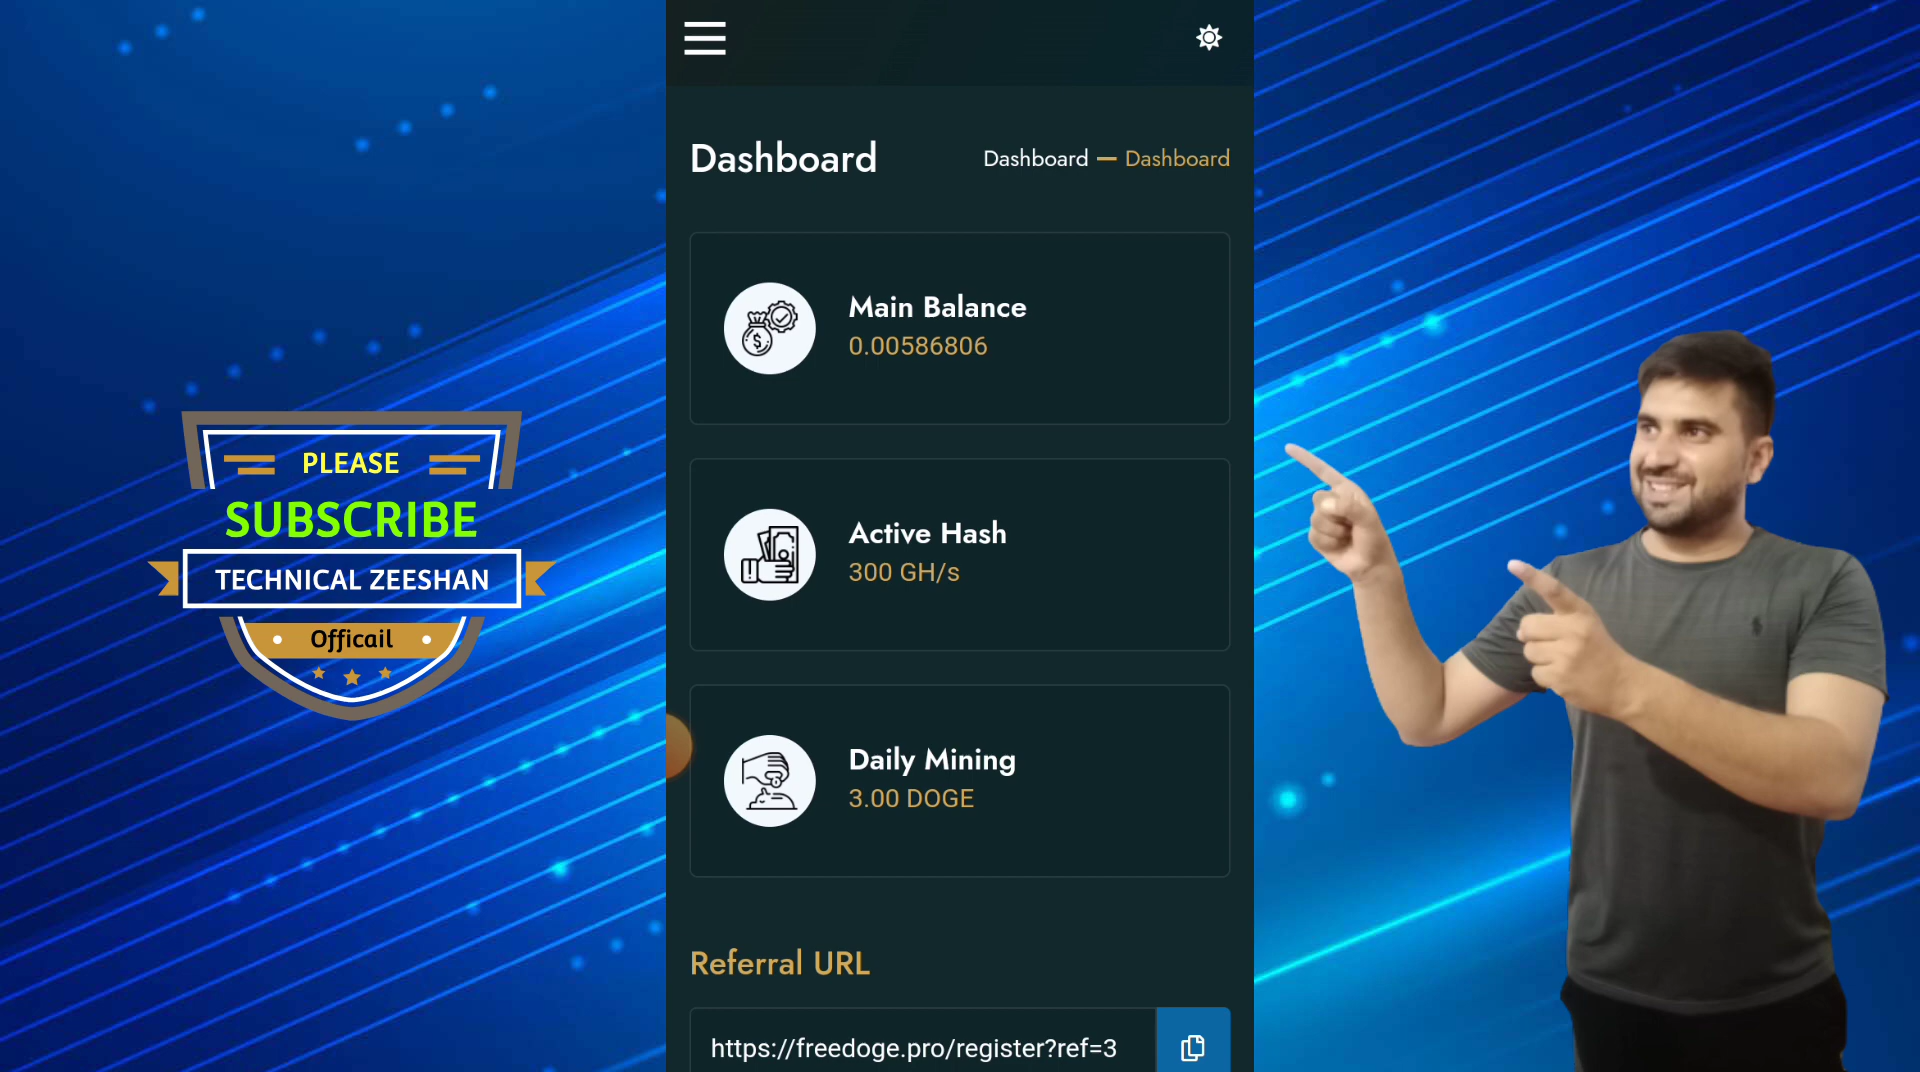 PLEASE
SUBSCRIBE
TECHNICAL ZEESHAN
Officail
Dashboard
Dashboard — Dashboard
Main Balance
0.00586806
Active Hash
300 GH/s
Daily Mining
3.00 DOGE
Referral URL
https://freedoge.pro/register?ref=3